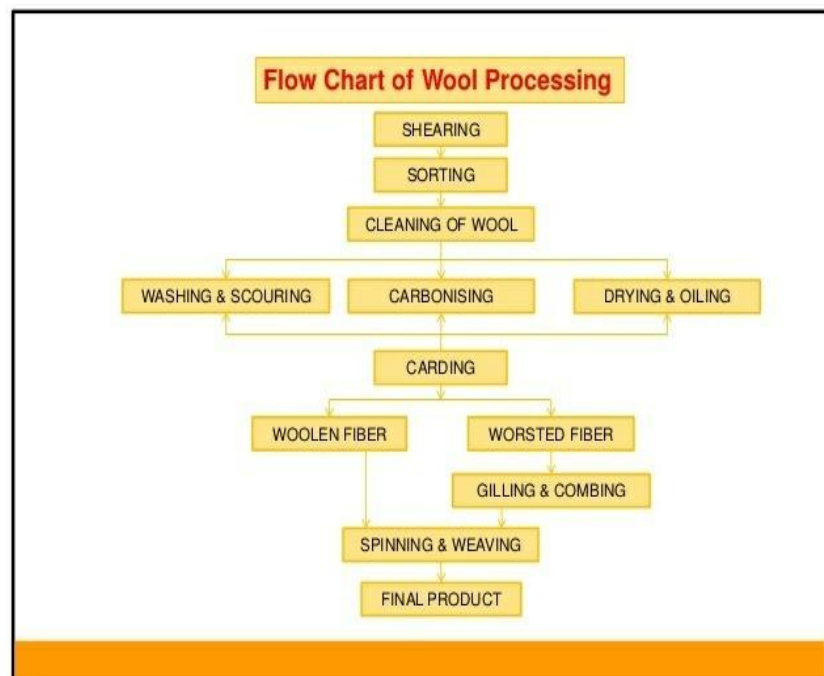 Flow Chart of Wool Processing
SHEARING
SORTING
CLEANING OF WOOL
WASHING & SCOURING
CARBONISING
DRYING & OILING
CARDING
WOOLEN FIBER
WORSTED FIBER
GILLING & COMBING
SPINNING & WEAVING
FINAL PRODUCT